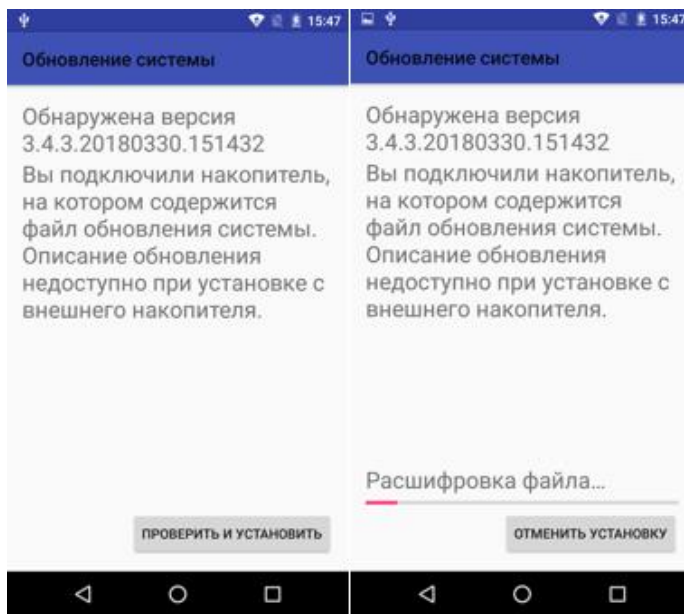 15:47
Обновление системы
Обнаружена версия
3.4.3.20180330.151432
Вы подключили накопитель,
на котором содержится
файл обновления системы.
Описание обновления
недоступно при установке с
внешнего накопителя.
ПРОВЕРИТЬ И УСТАНОВИТЬ
15:47
Обновление системы
Обнаружена версия
3.4.3.20180330.151432
Вы подключили накопитель,
на котором содержится
файл обновления системы.
Описание обновления
недоступно при установке с
внешнего накопителя.
Расшифровка файла...
ОТМЕНИТЬ УСТАНОВКУ